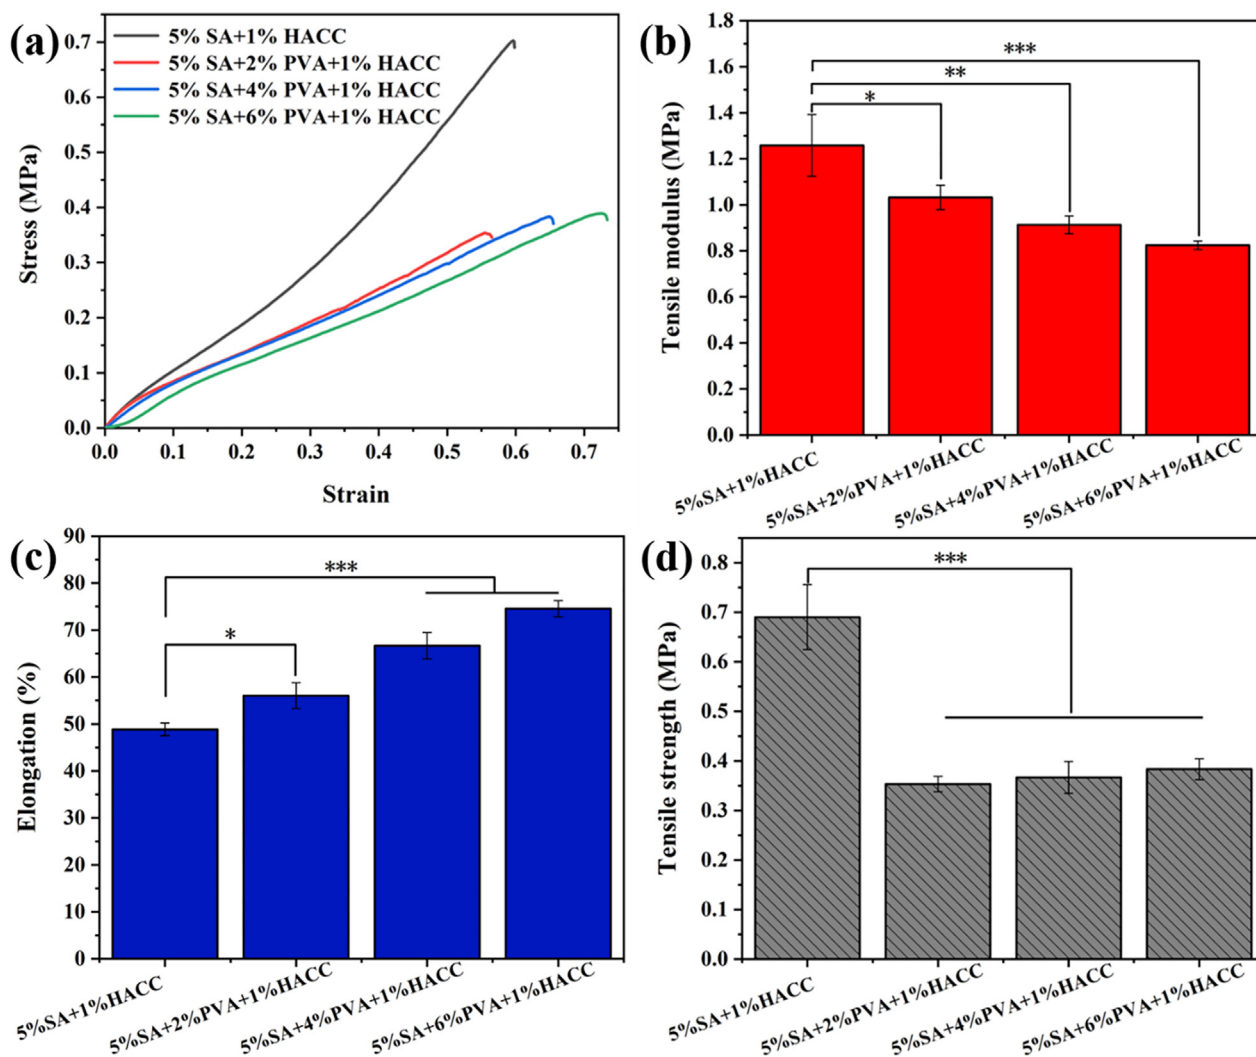 (a)
5% SA+1% HACC
5% SA+2% PVA+1% HACC
5% SA+4% PVA+1% HACC
5% SA+6% PVA+1% HACC
Stress (MPa)
0.7
0.6
0.5
0.4
0.3
0.2
0.1
0.0
0.0 0.1 0.2 0.3 0.4 0.5 0.6 0.7
Strain
(b)
Tensile modulus (MPa)
1.8
1.6
1.4
1.2
1.0
0.8
0.6
0.4
0.2
0.0
***
**
*
5%SA+1%HACC
5%SA+2%PVA+1%HACC
5%SA+4%PVA+1%HACC
5%SA+6%PVA+1%HACC
(c)
Elongation (%)
90
80
70
60
50
40
30
20
10
0
***
*
5%SA+1%HACC
5%SA+2%PVA+1%HACC
5%SA+4%PVA+1%HACC
5%SA+6%PVA+1%HACC
(d)
Tensile strength (MPa)
0.8
0.7
0.6
0.5
0.4
0.3
0.2
0.1
0.0
***
5%SA+1%HACC
5%SA+2%PVA+1%HACC
5%SA+4%PVA+1%HACC
5%SA+6%PVA+1%HACC